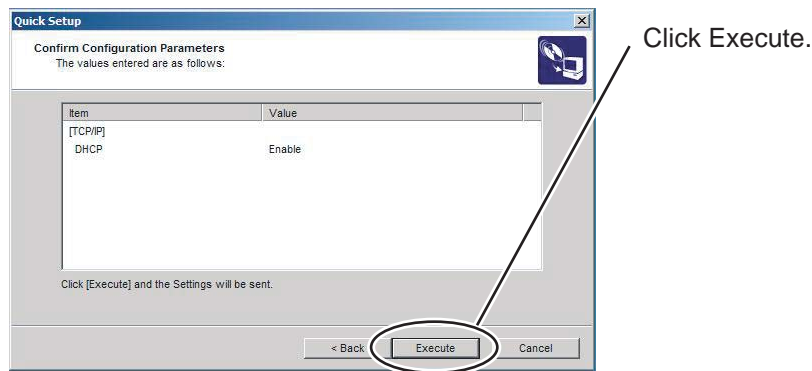 Quick Setup
Confirm Configuration Parameters
The values entered are as follows:
Click Execute.
Item Value
[TCP/IP]
DHCP Enable
Click [Execute] and the Settings will be sent.
< Back Execute Cancel